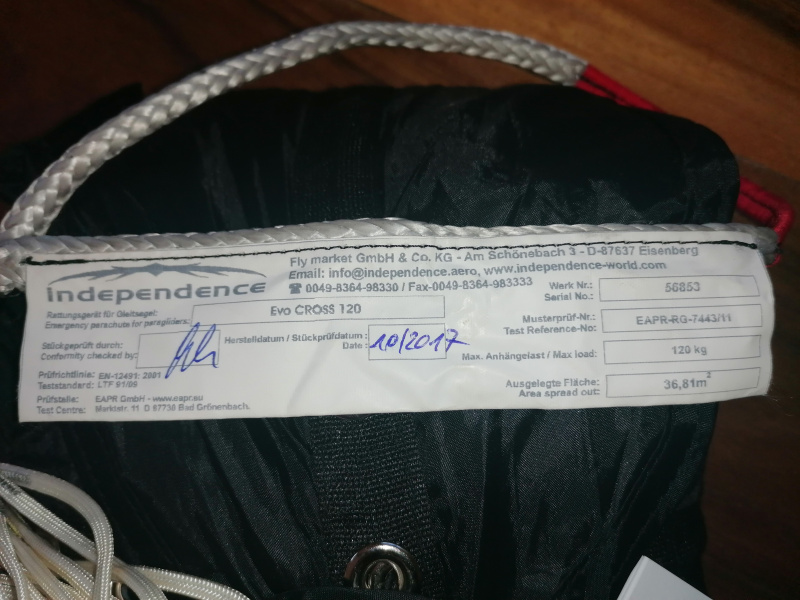 independence
Fly market GmbH & Co. KG - Am Schönebach 3 - D-87637 Eisenberg
Email: info@independence.aero, www.independence-world.com
☎ 0049-8364-98330 / Fax-0049-8364-983333
Rettungsgerät für Gleitsegel:
Emergency parachute for paragliders:
Evo CROSS 120
Stückgeprüft durch:
Conformity checked by:
Herstelldatum / Stückprüfdatum :
Date :
10/2017
Prüfrichtlinie: EN-12491: 2001
Teststandard: LTF 91/09
Prüfstelle: EAPR GmbH - www.eapr.eu
Test Centre: Marktstr. 11 D 87730 Bad Grönenbach.
Werk Nr.:
Serial No.:
56853
Musterprüf-Nr.:
Test Reference-No:
EAPR-RG-7443/11
Max. Anhängelast / Max load:
120 kg
Ausgelegte Fläche:
Area spread out:
36,81m²